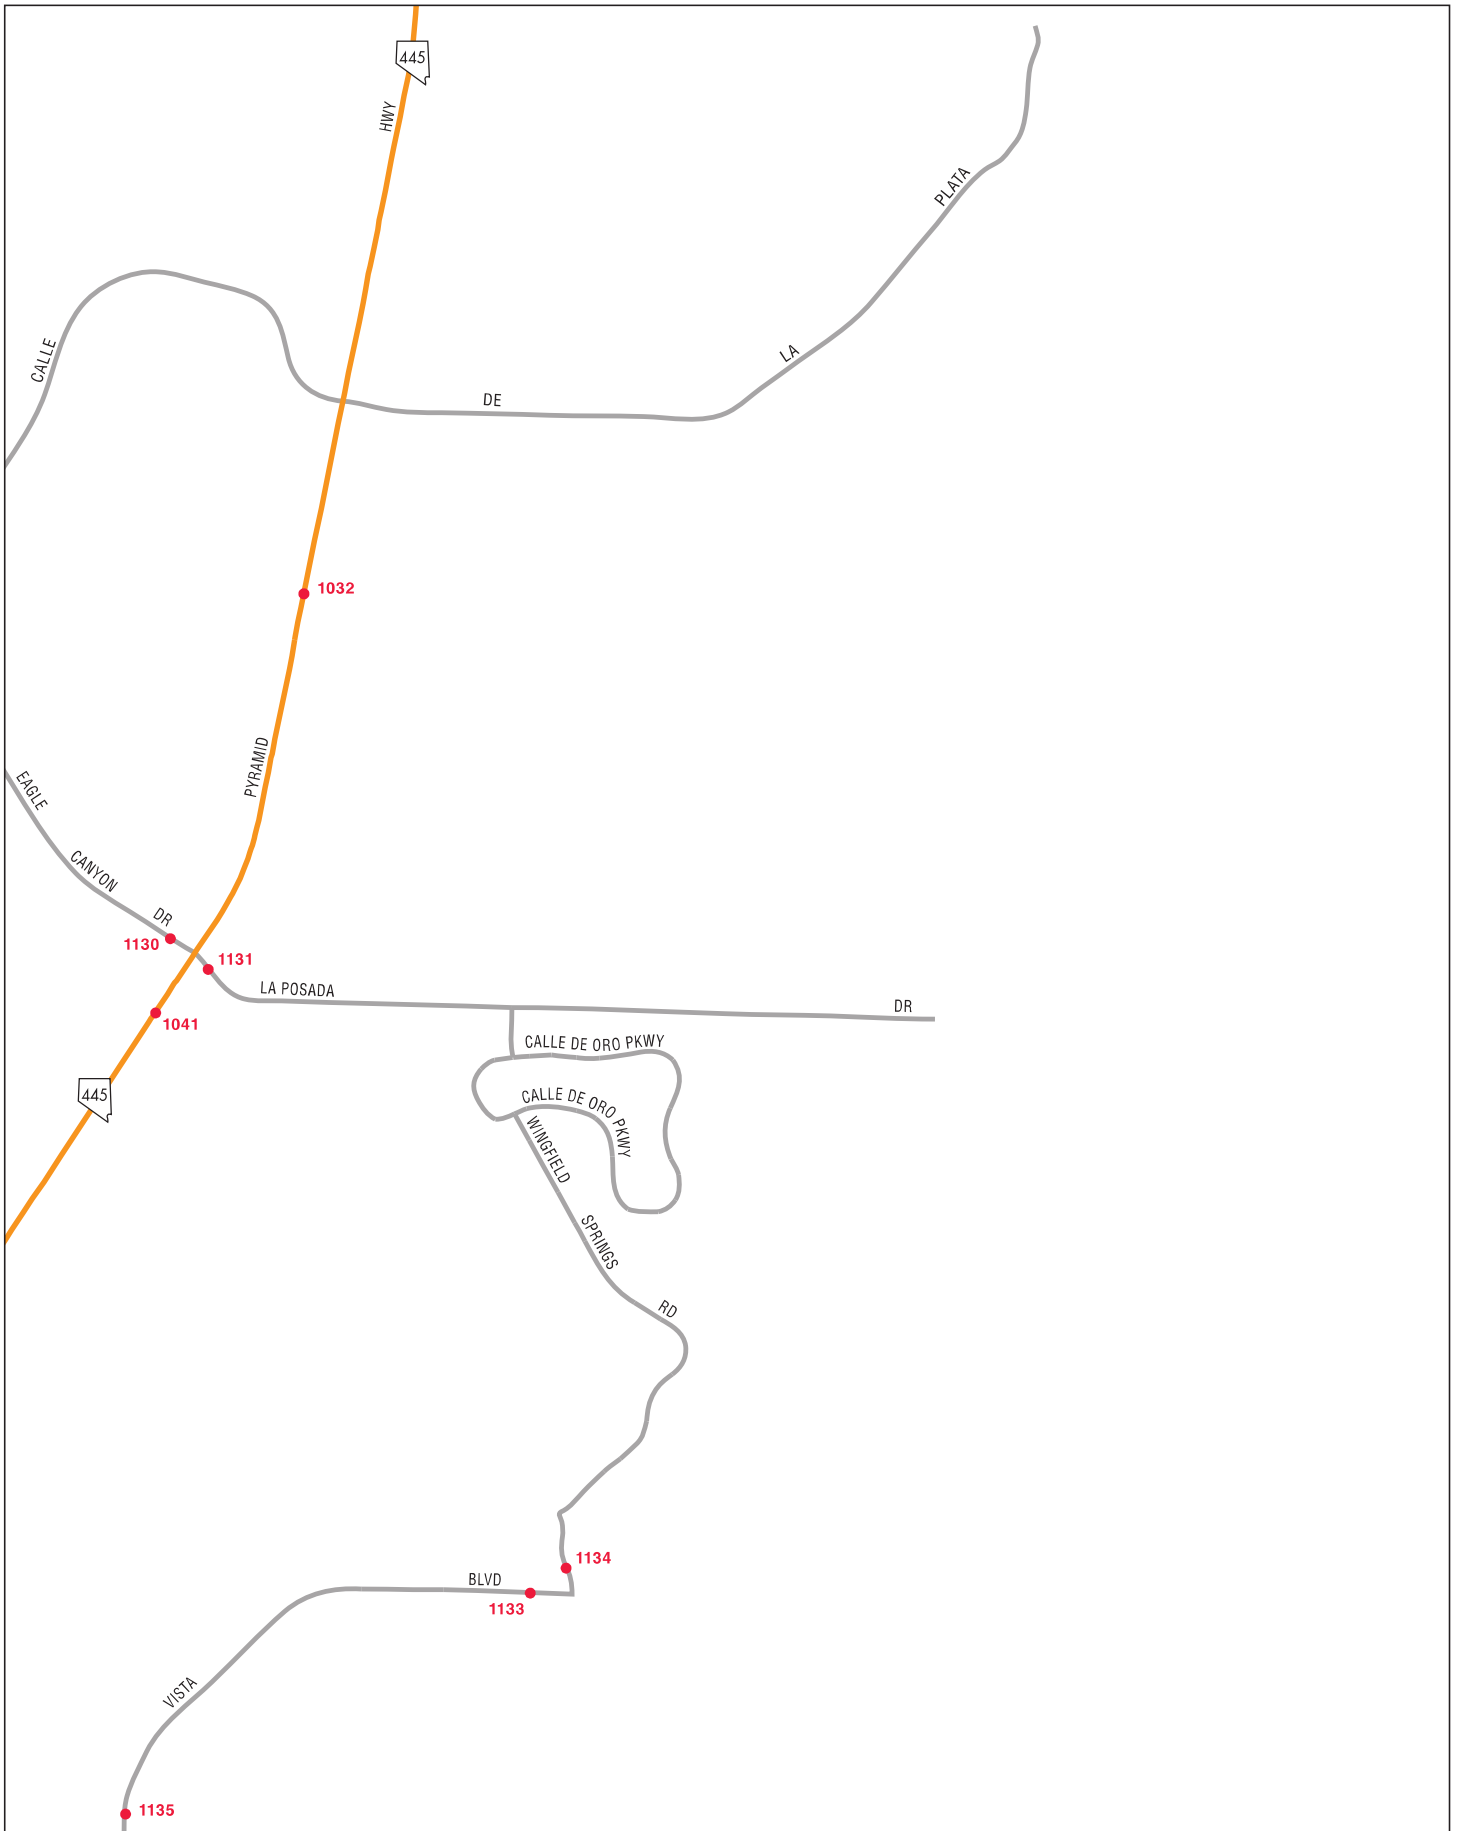 445
HWY
PLATA
CALLE
LA
DE
1032
PYRAMID
EAGLE
CANYON
DR
1130
1131
LA POSADA
DR
1041
CALLE DE ORO PKWY
445
CALLE DE ORO PKWY
WINGFIELD
SPRINGS
RD
1134
BLVD
1133
VISTA
1135